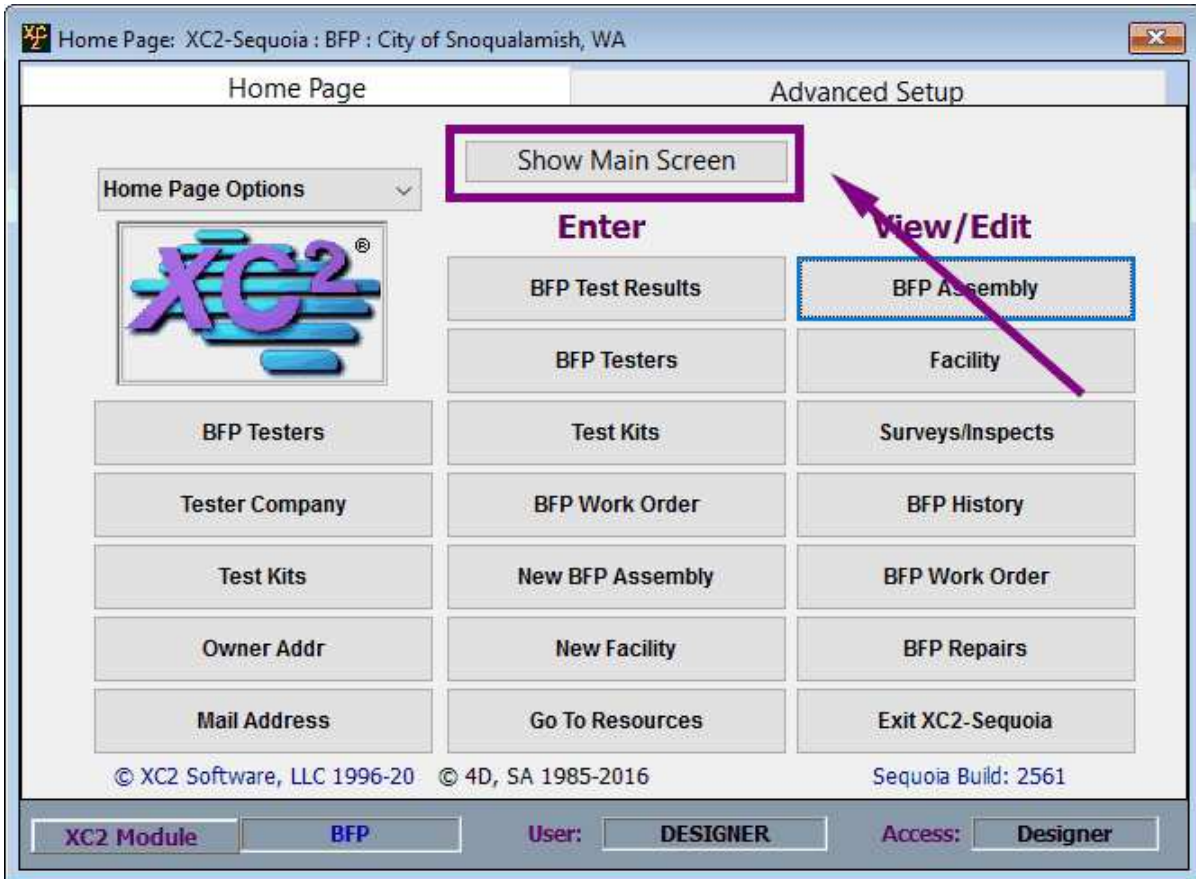 Home Page: XC2-Sequoia : BFP : City of Snoqualamish, WA
Home Page Advanced Setup
Show Main Screen
Home Page Options
Enter View/Edit
XC2®
BFP Test Results BFP Assembly
BFP Testers Facility
BFP Testers Test Kits Surveys/Inspects
Tester Company BFP Work Order BFP History
Test Kits New BFP Assembly BFP Work Order
Owner Addr New Facility BFP Repairs
Mail Address Go To Resources Exit XC2-Sequoia
© XC2 Software, LLC 1996-20 © 4D, SA 1985-2016 Sequoia Build: 2561
XC2 Module BFP User: DESIGNER Access: Designer